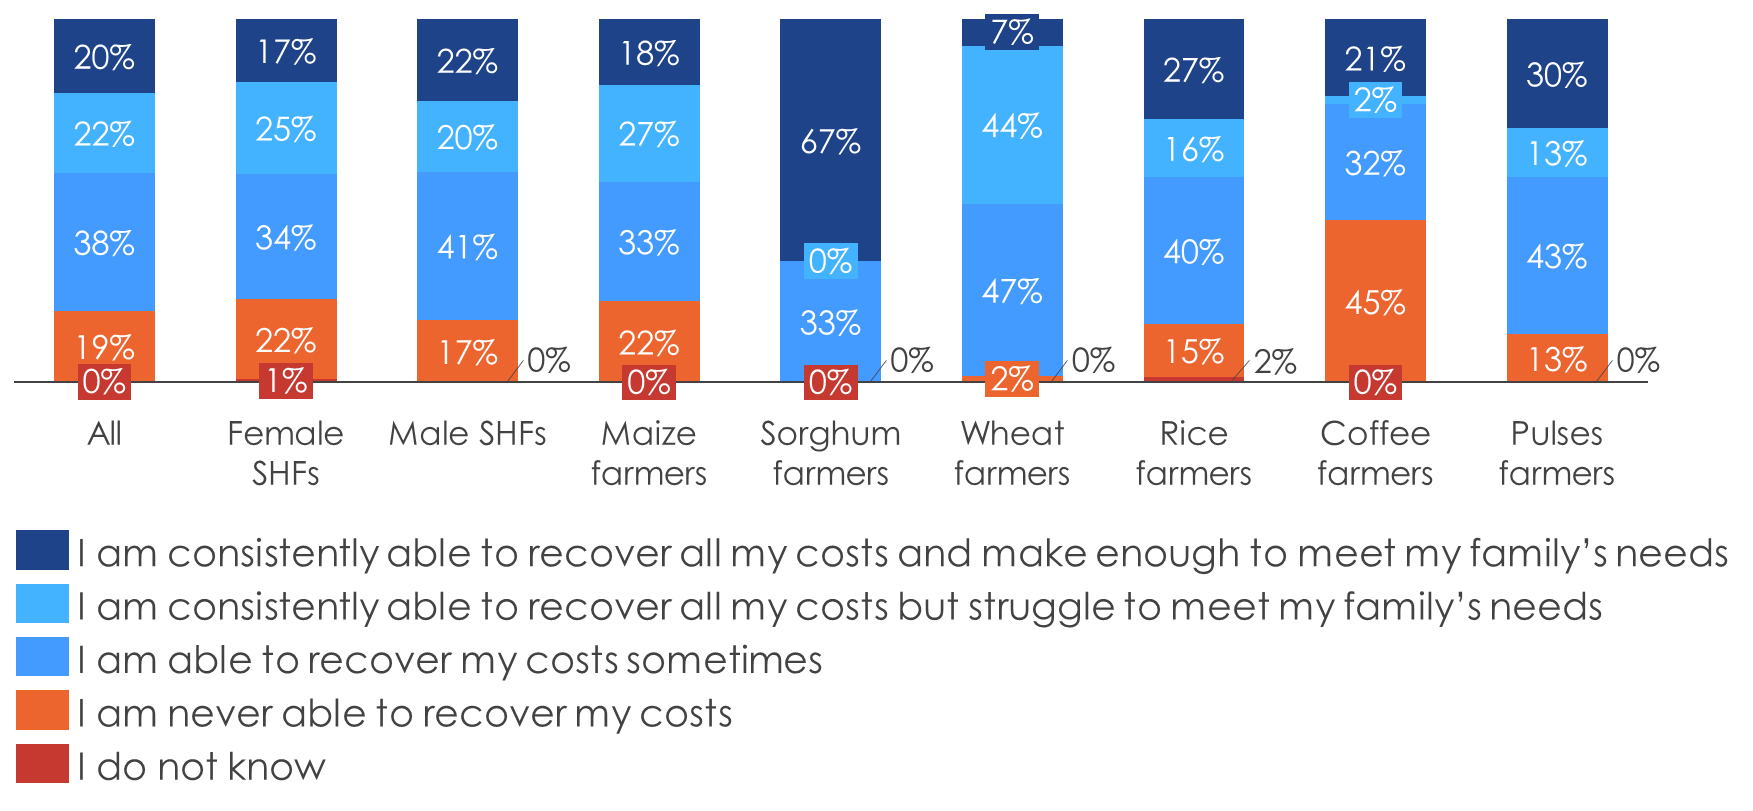 20% 17% 22% 18% 67% 7% 27% 21% 30%
22% 25% 20% 27% 0% 44% 16% 2% 13%
38% 34% 41% 33% 33% 47% 40% 32% 43%
19% 22% 17% 22% 0% 2% 15% 45% 13%
0% 1% 0% 0% 0% 0% 2% 0% 0%
All Female SHFs Male SHFs Maize farmers Sorghum farmers Wheat farmers Rice farmers Coffee farmers Pulses farmers
I am consistently able to recover all my costs and make enough to meet my family’s needs
I am consistently able to recover all my costs but struggle to meet my family’s needs
I am able to recover my costs sometimes
I am never able to recover my costs
I do not know